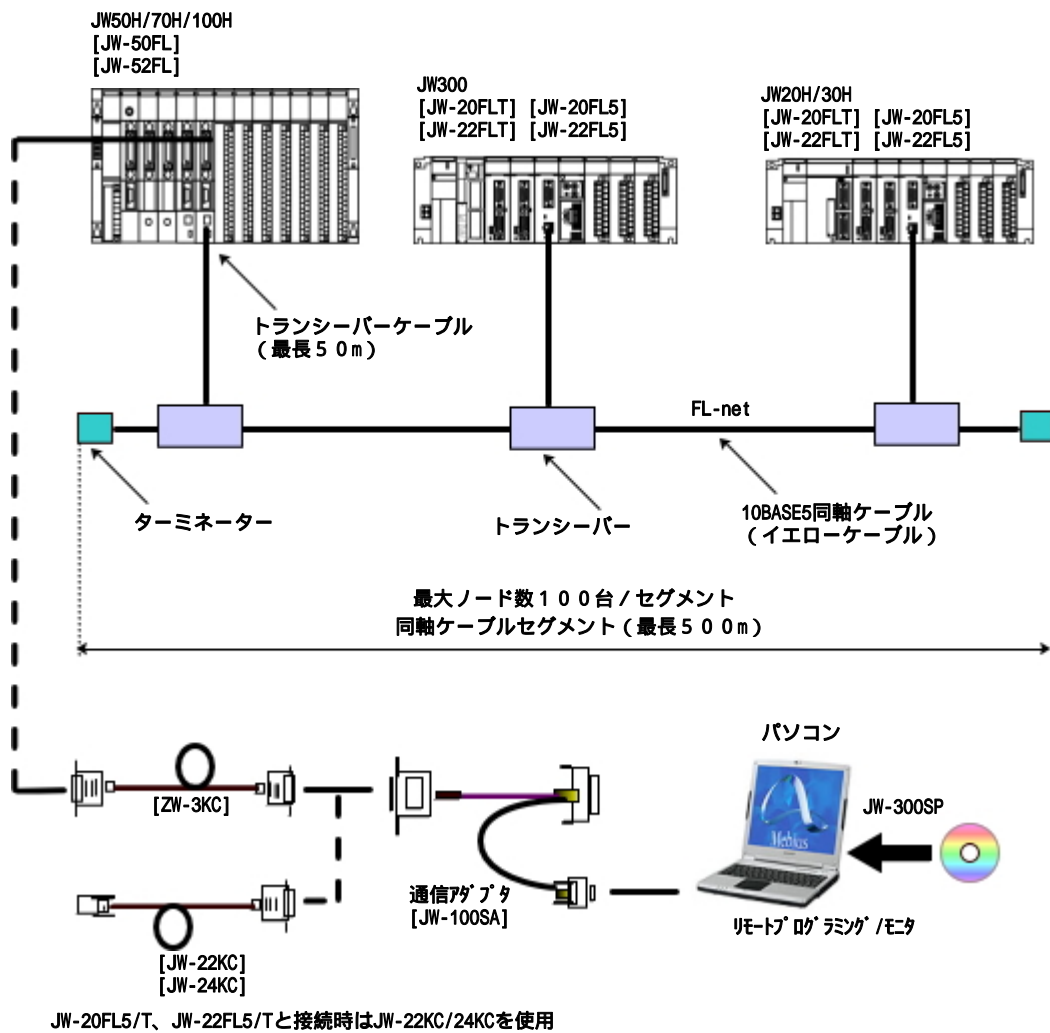 JW50H/70H/100H
[JW-50FL]
[JW-52FL]
JW300
[JW-20FLT] [JW-20FL5]
[JW-22FLT] [JW-22FL5]
JW20H/30H
[JW-20FLT] [JW-20FL5]
[JW-22FLT] [JW-22FL5]
トランシーバーケーブル
(最長50m)
FL-net
ターミネーター
トランシーバー
10BASE5同軸ケーブル
(イエローケーブル)
最大ノード数100台/セグメント
同軸ケーブルセグメント(最長500m)
パソコン
[ZW-3KC]
JW-300SP
Mebius
通信アダプタ
[JW-100SA]
リモートプログラミング/モニタ
[JW-22KC]
[JW-24KC]
JW-20FL5/T、JW-22FL5/Tと接続時はJW-22KC/24KCを使用